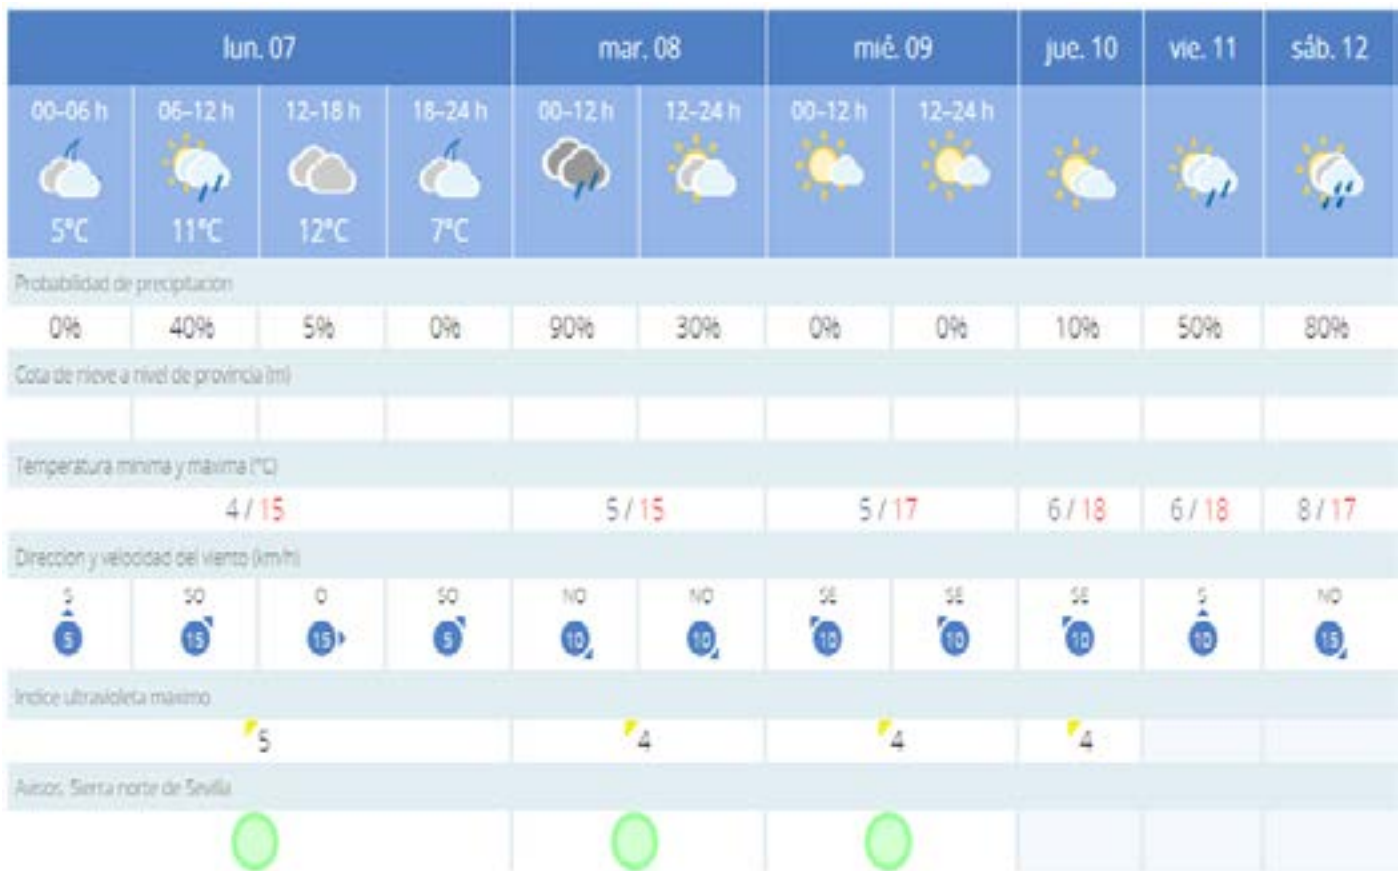 lun. 07 mar. 08 mié. 09 jue. 10 vie. 11 sáb. 12
00–06 h 06–12 h 12–18 h 18–24 h 00–12 h 12–24 h 00–12 h 12–24 h
5°C 11°C 12°C 7°C
Probabilidad de precipitación
0% 40% 5% 0% 90% 30% 0% 0% 10% 50% 80%
Cota de nieve a nivel de provincia (m)
Temperatura mínima y máxima (°C)
4 / 15 5 / 15 5 / 17 6 / 18 6 / 18 8 / 17
Dirección y velocidad del viento (km/h)
S SO O SO NO NO SE SE SE S NO
5 15 15 5 10 10 10 10 10 10 15
Indice ultravioleta maximo
5 4 4 4
Avisos. Sierra norte de Sevilla